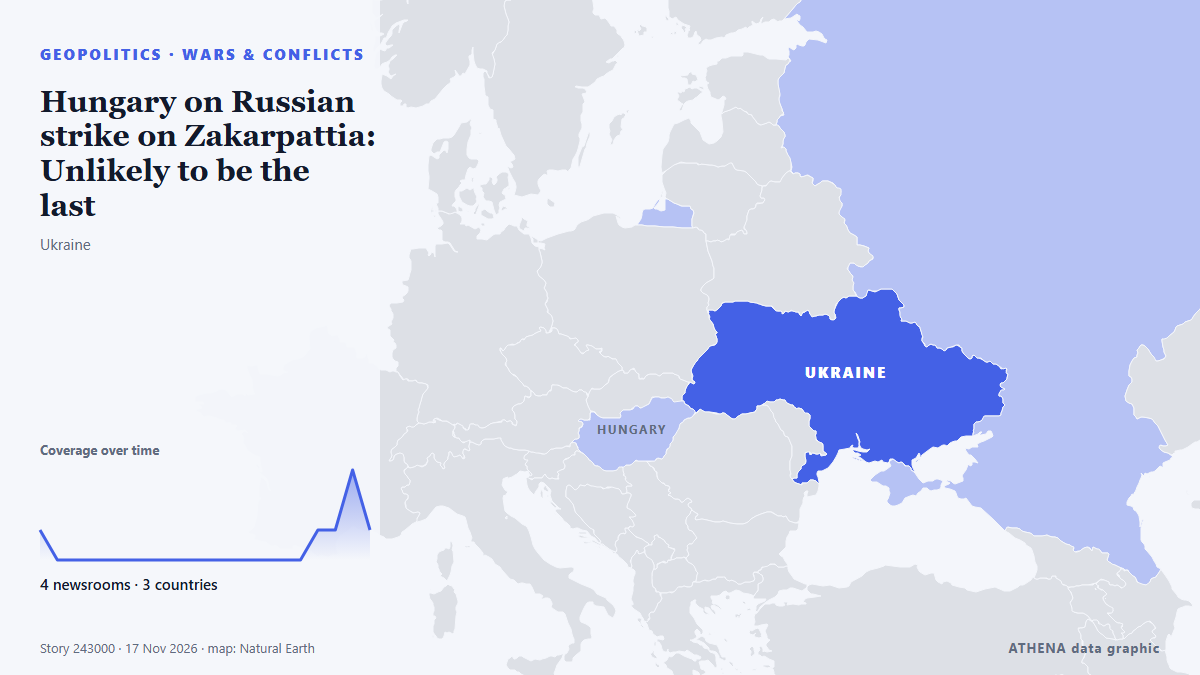 GEOPOLITICS · WARS & CONFLICTS
Hungary on Russian
strike on Zakarpattia:
Unlikely to be the
last
Ukraine
UKRAINE
HUNGARY
Coverage over time
4 newsrooms · 3 countries
Story 243000 · 17 Nov 2026 · map: Natural Earth
ATHENA data graphic